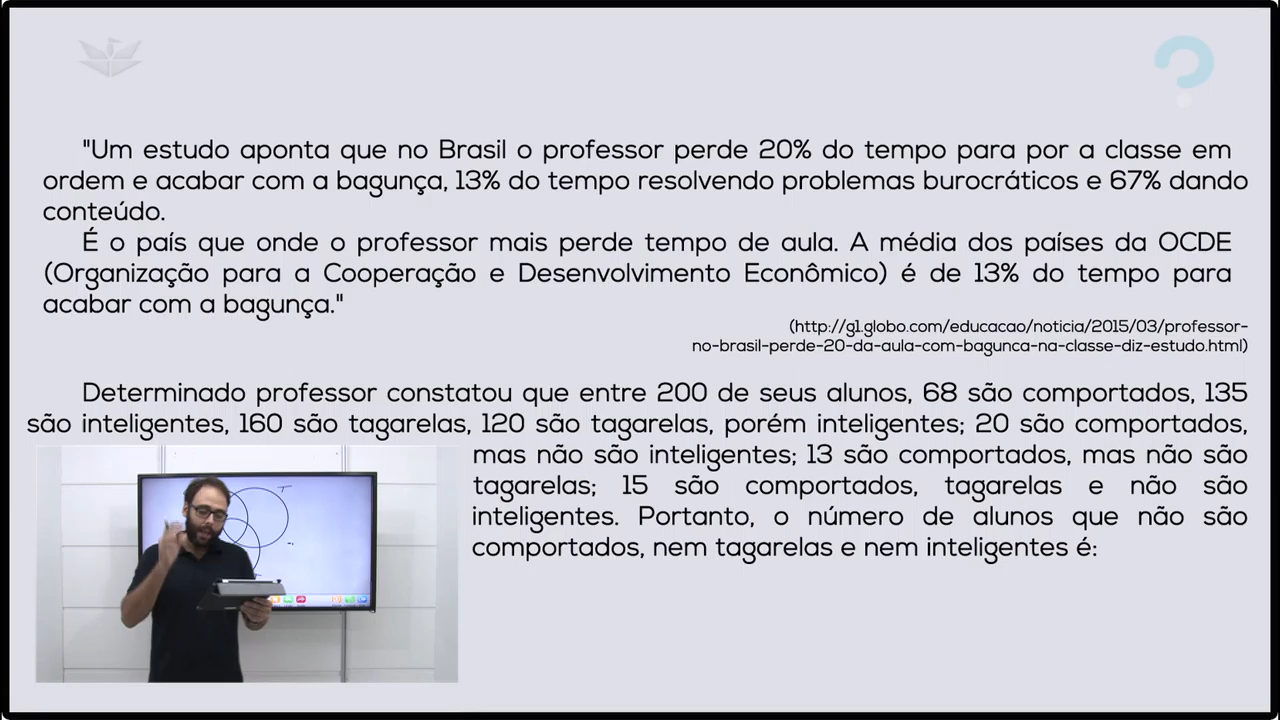 "Um estudo aponta que no Brasil o professor perde 20% do tempo para por a classe em
ordem e acabar com a bagunça, 13% do tempo resolvendo problemas burocráticos e 67% dando
conteúdo.
É o país que onde o professor mais perde tempo de aula. A média dos países da OCDE
(Organização para a Cooperação e Desenvolvimento Econômico) é de 13% do tempo para
acabar com a bagunça."
(http://g1.globo.com/educacao/noticia/2015/03/professor-
no-brasil-perde-20-da-aula-com-bagunca-na-classe-diz-estudo.html)
Determinado professor constatou que entre 200 de seus alunos, 68 são comportados, 135
são inteligentes, 160 são tagarelas, 120 são tagarelas, porém inteligentes; 20 são comportados,
mas não são inteligentes; 13 são comportados, mas não são
tagarelas; 15 são comportados, tagarelas e não são
inteligentes. Portanto, o número de alunos que não são
comportados, nem tagarelas e nem inteligentes é:
T